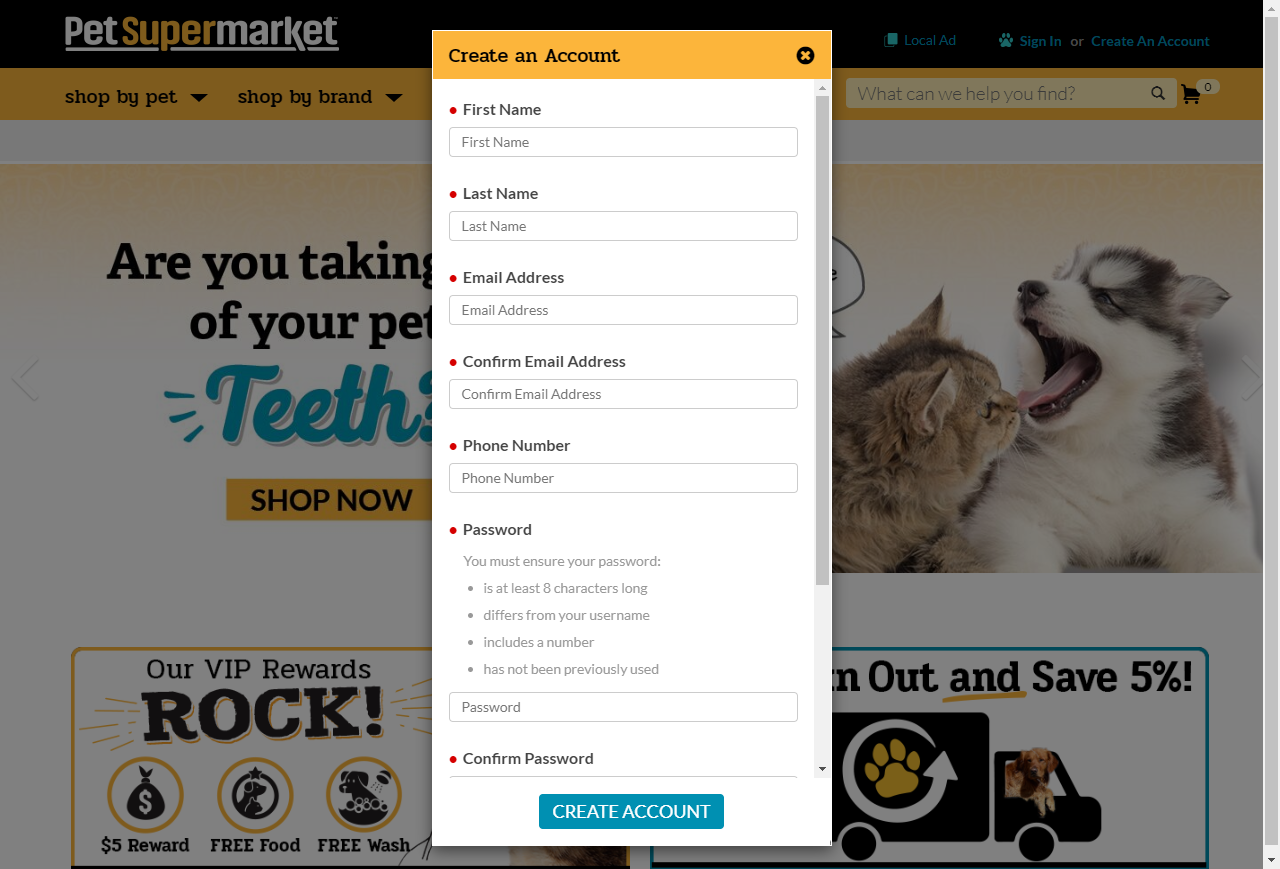 PetSupermarket
Local Ad
Sign In or Create An Account
shop by pet
shop by brand
What can we help you find?
0
Create an Account
• First Name
First Name
• Last Name
Last Name
• Email Address
Email Address
• Confirm Email Address
Confirm Email Address
• Phone Number
Phone Number
• Password
You must ensure your password:
• is at least 8 characters long
• differs from your username
• includes a number
• has not been previously used
Password
• Confirm Password
CREATE ACCOUNT
Are you taking
of your pet
Teeth?
SHOP NOW
Our VIP Rewards
ROCK!
$
$5 Reward
FREE Food
FREE Wash
Out and Save 5%!